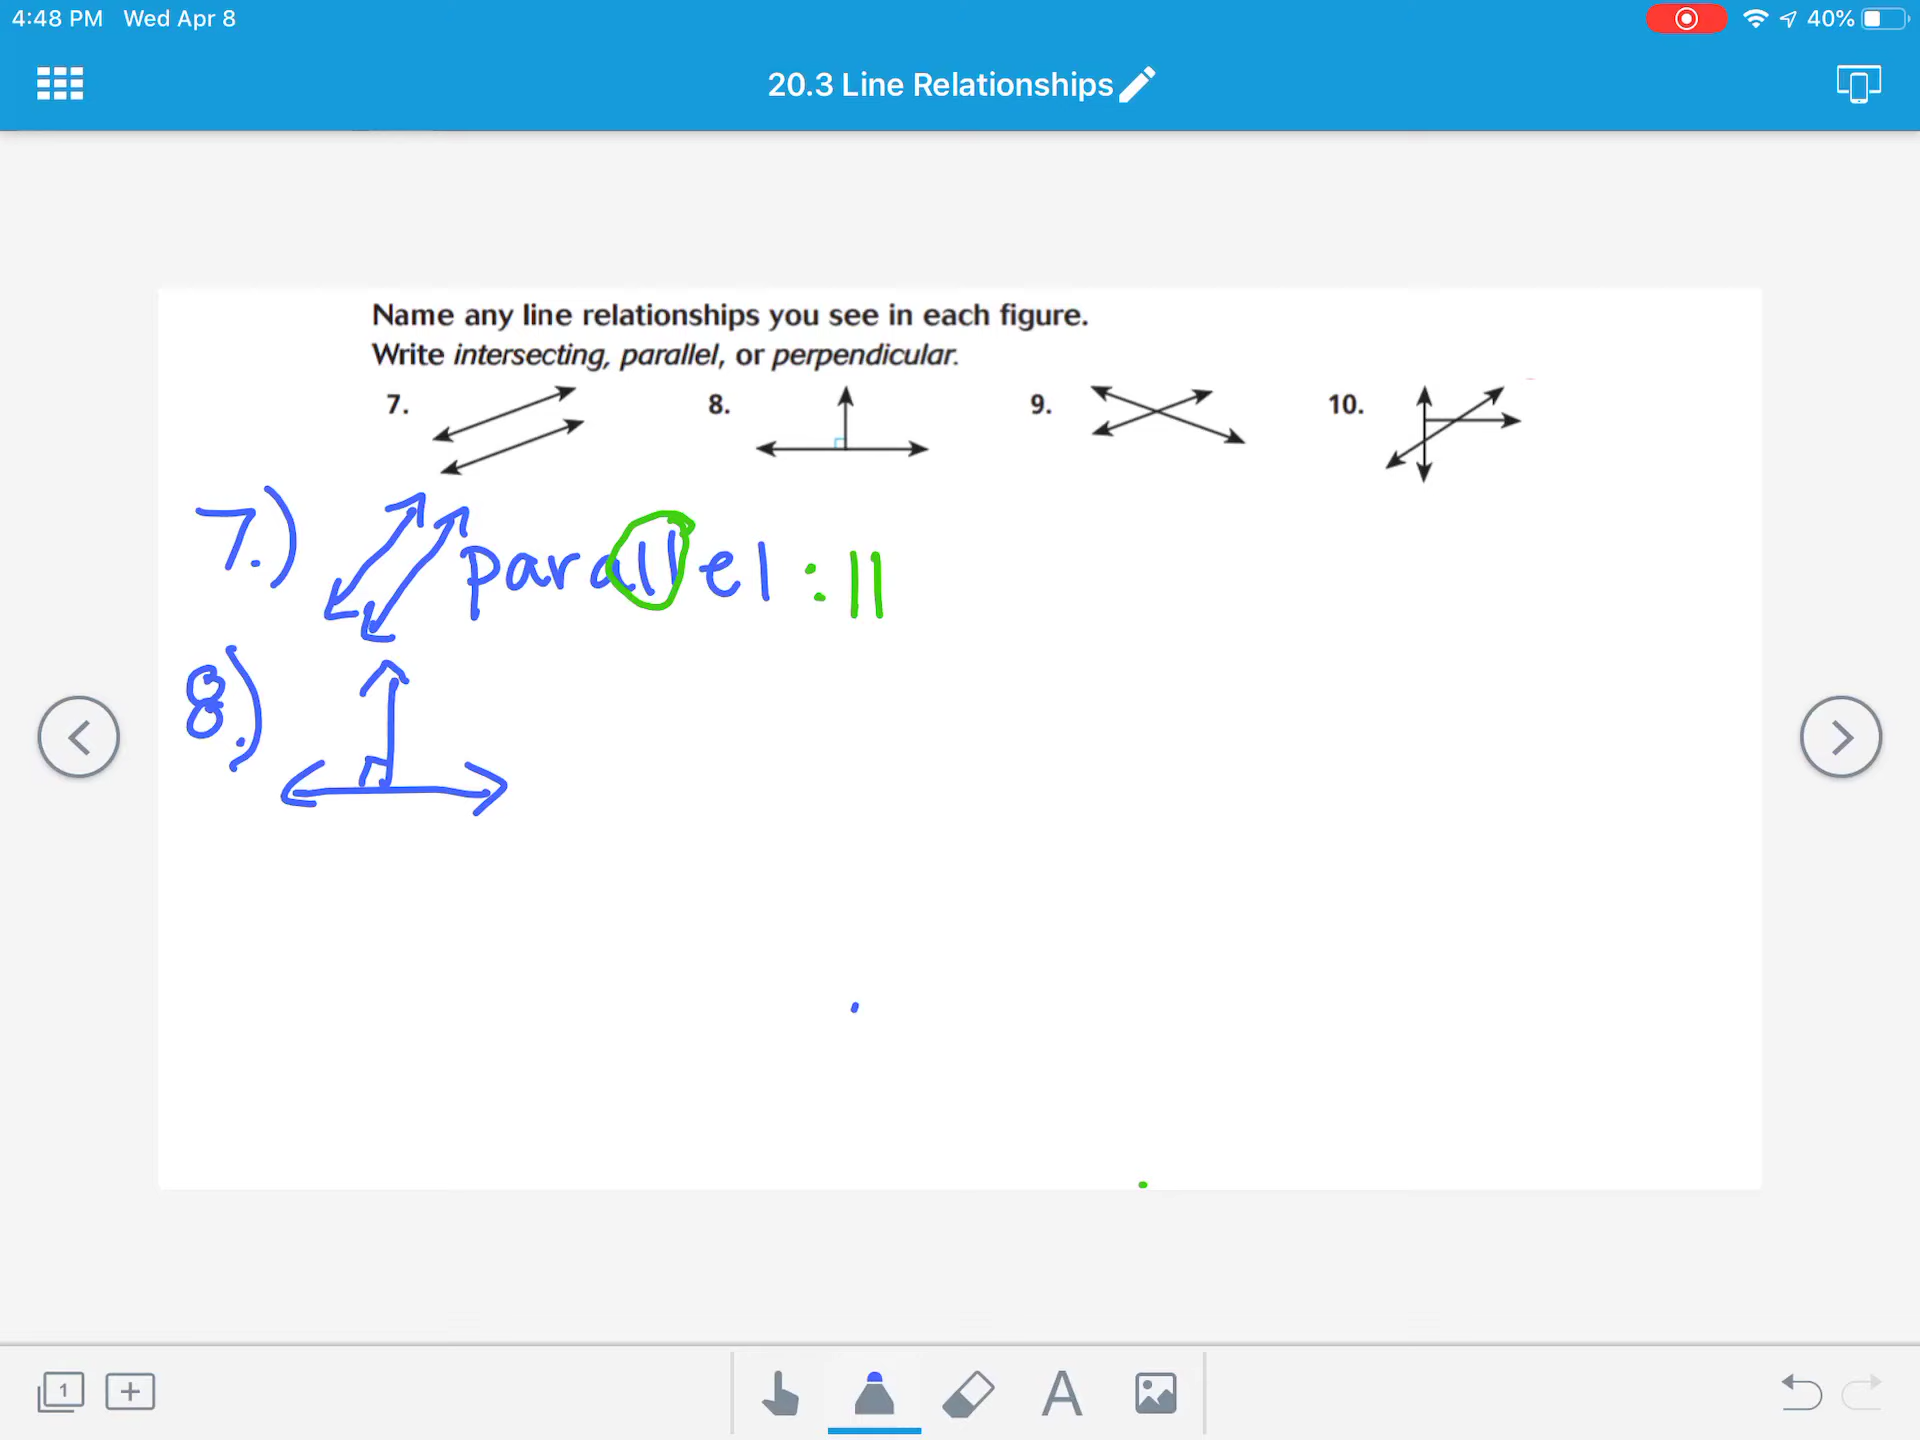 4:48 PM Wed Apr 8 40%
20.3 Line Relationships
Name any line relationships you see in each figure.
Write intersecting, parallel, or perpendicular.
7. 8. 9. 10.
7.) parallel : ||
8.)
1 A